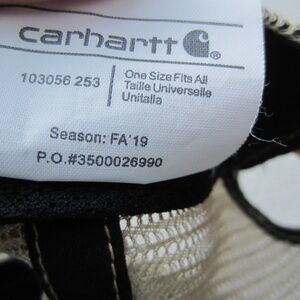 carhartt
103056 253
One Size Fits All
Taille Universelle
Unitalla
Season: FA'19
P.O.#3500026990